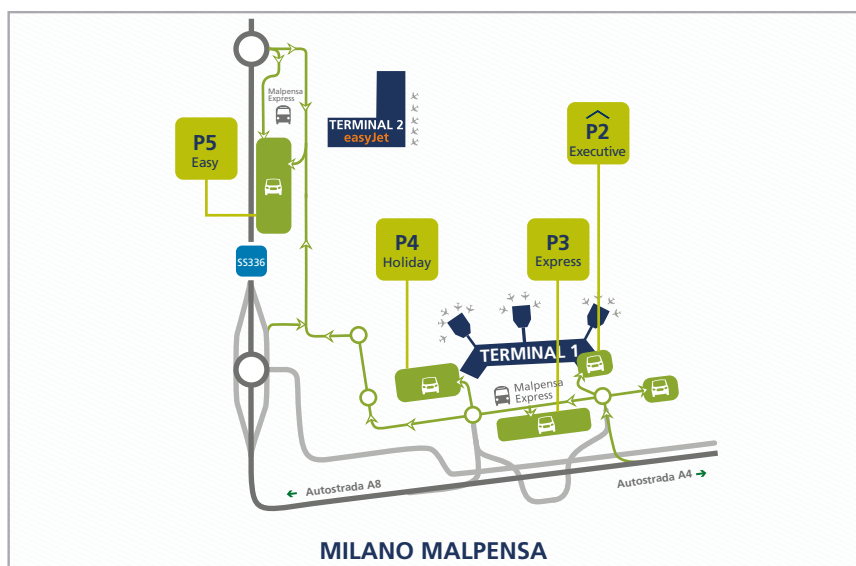 Malpensa
Express
TERMINAL 2
easyJet
P5
Easy
P2
Executive
P4
Holiday
P3
Express
SS336
TERMINAL 1
Malpensa
Express
Autostrada A8
Autostrada A4
MILANO MALPENSA